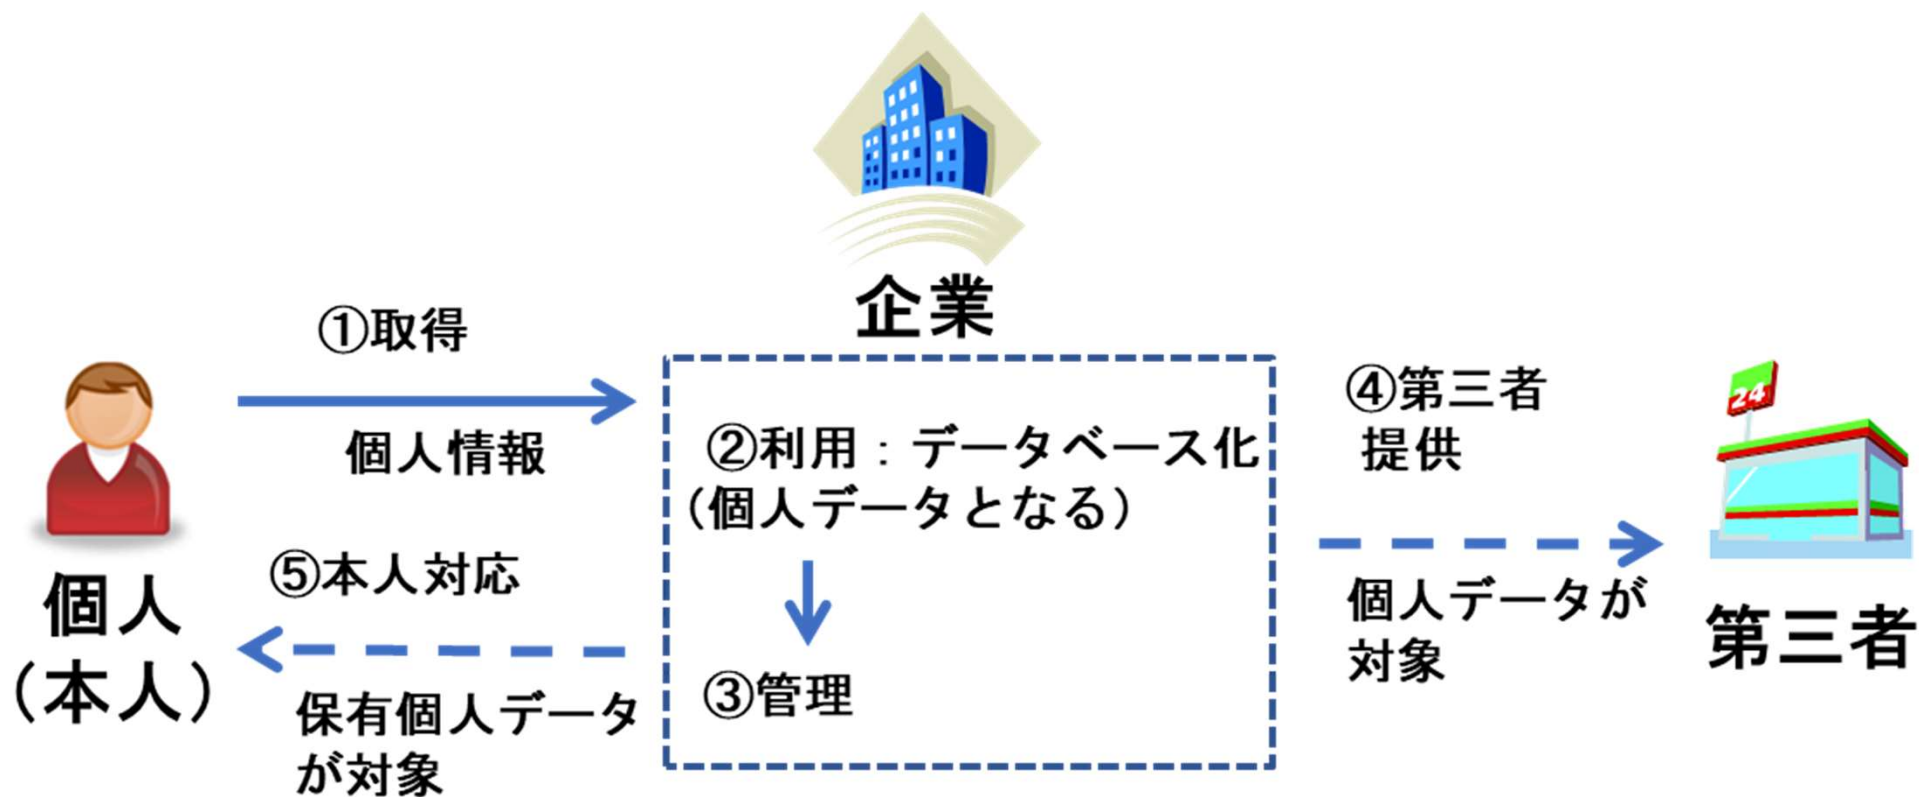 企業
①取得
個人情報
②利用：データベース化
（個人データとなる）
③管理
④第三者
提供
個人データが
対象
24
第三者
⑤本人対応
保有個人データ
が対象
個人
（本人）